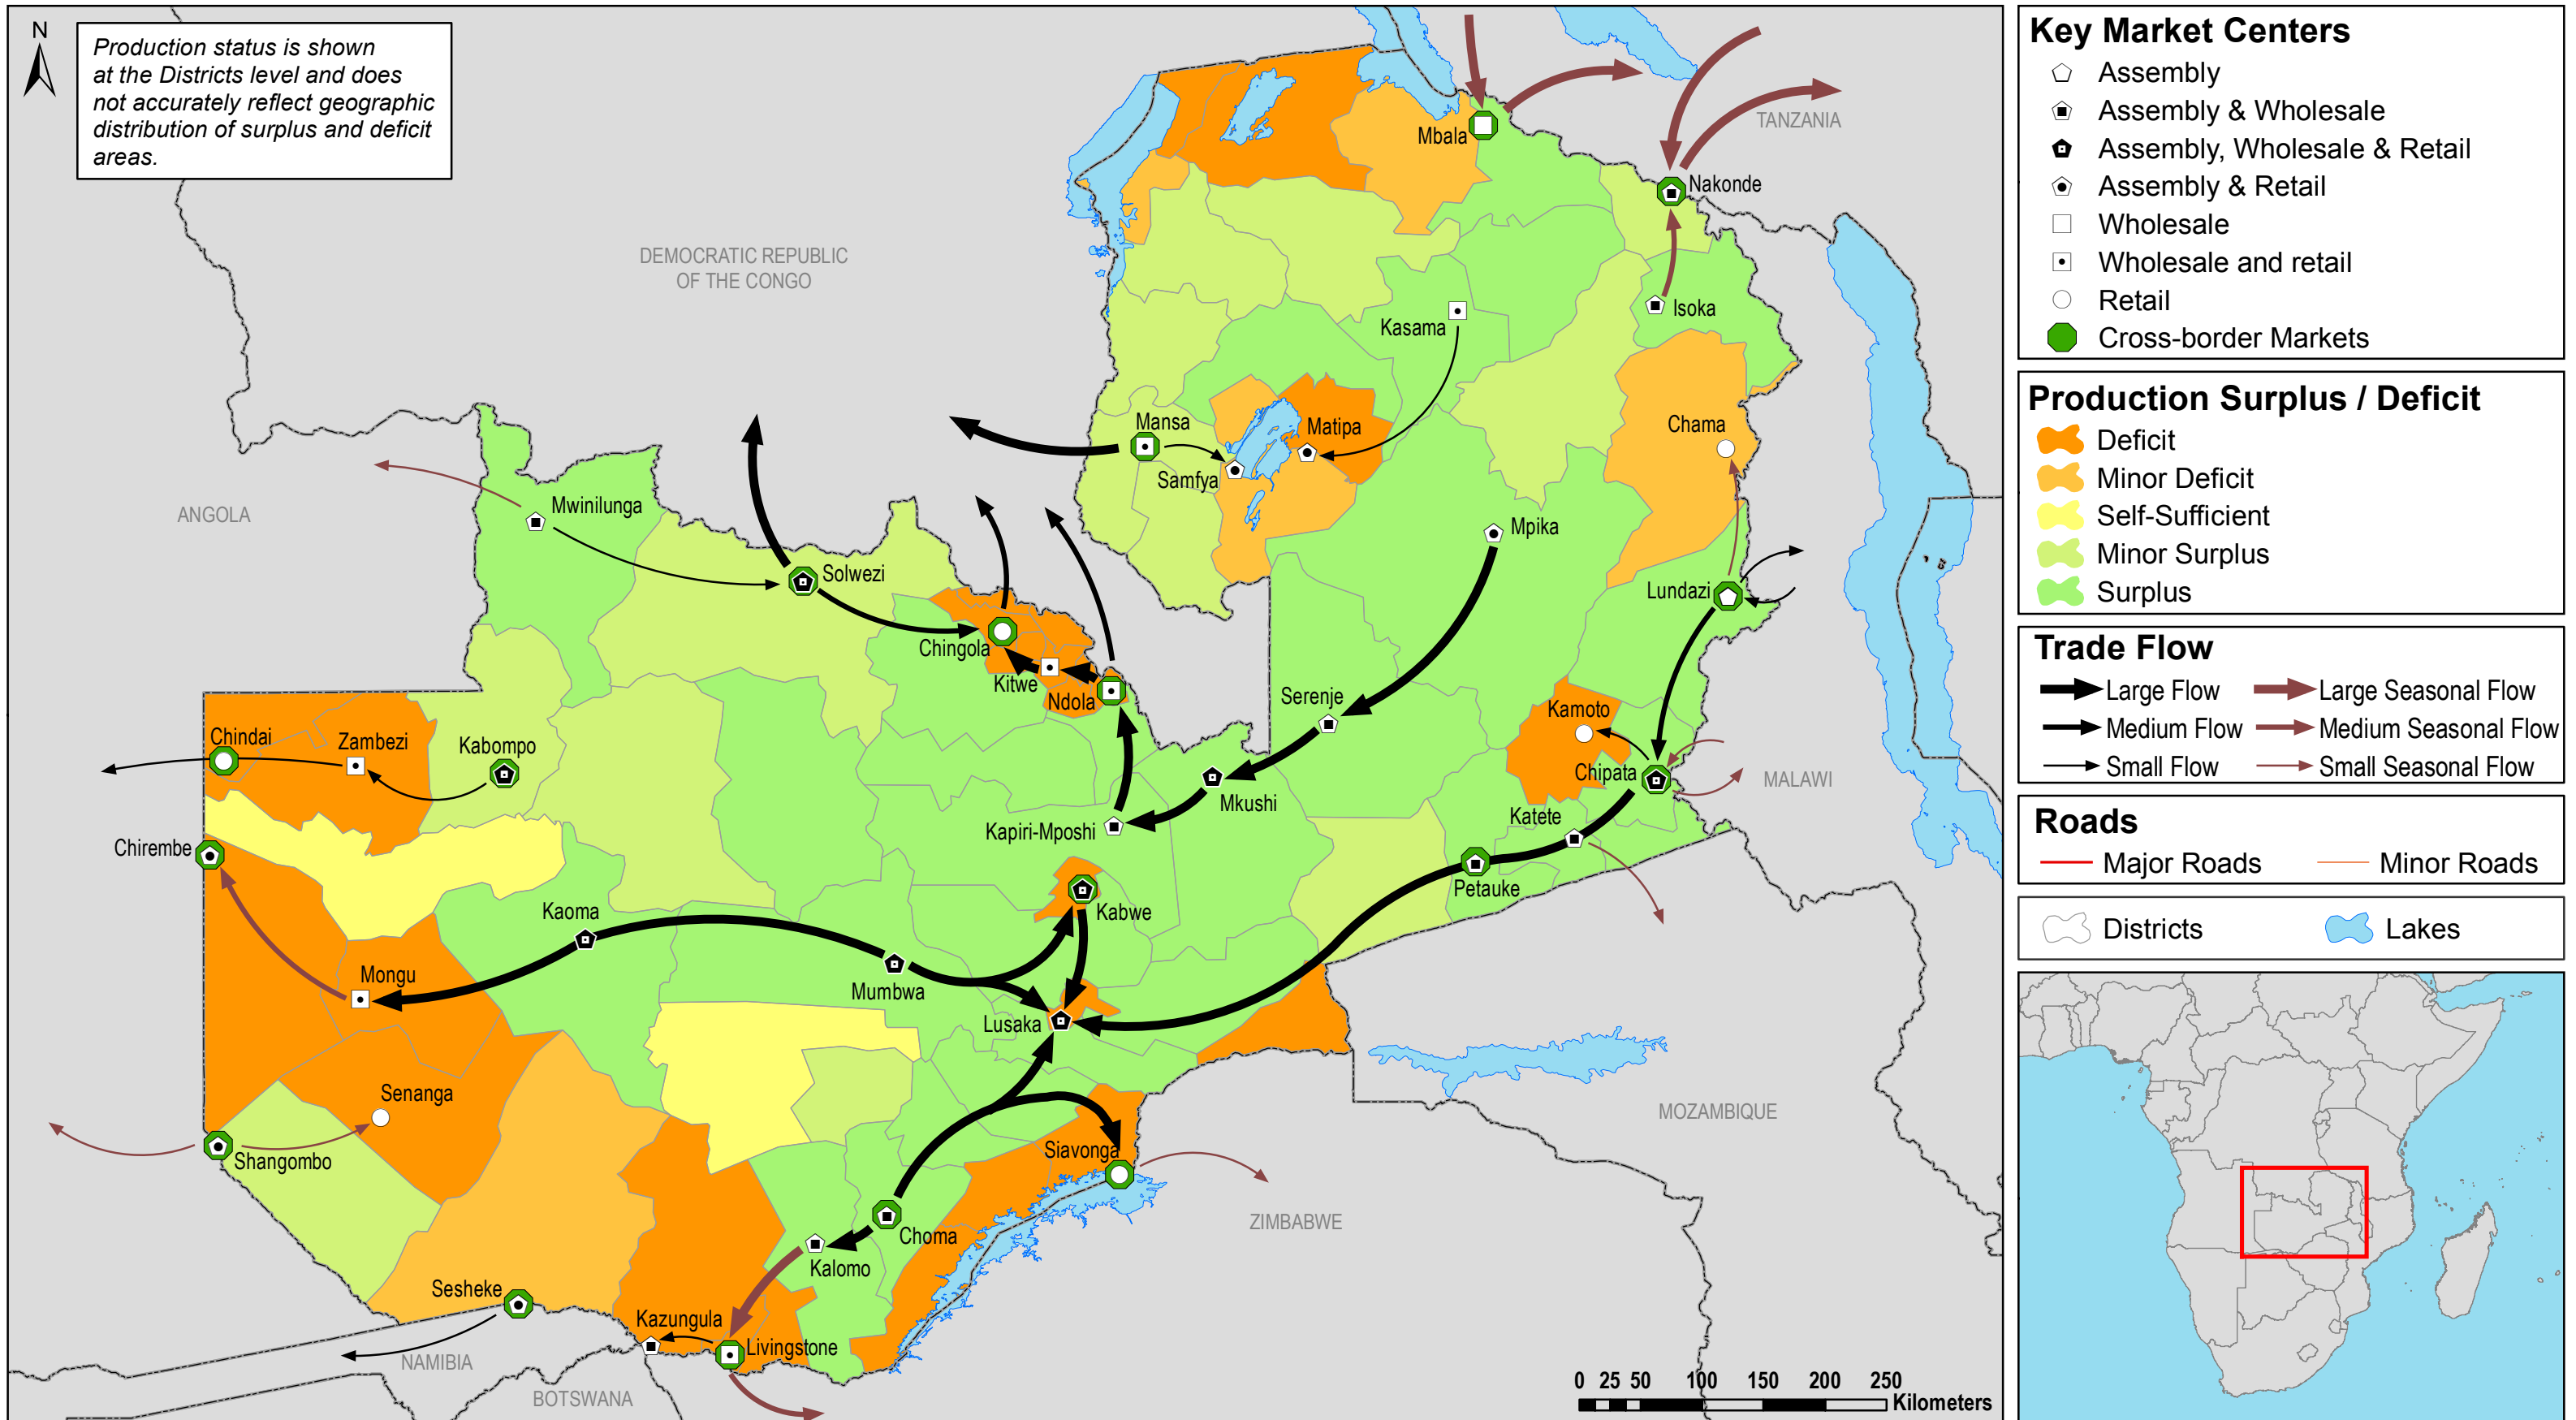 N
Production status is shown
at the Districts level and does
not accurately reflect geographic
distribution of surplus and deficit
areas.
DEMOCRATIC REPUBLIC
OF THE CONGO
TANZANIA
ANGOLA
MALAWI
MOZAMBIQUE
ZIMBABWE
NAMIBIA
BOTSWANA
Mbala
Nakonde
Isoka
Kasama
Chama
Mansa
Matipa
Samfya
Mwinilunga
Mpika
Solwezi
Lundazi
Chingola
Kitwe
Ndola
Serenje
Kamoto
Chindai
Zambezi
Kabompo
Chipata
Mkushi
Katete
Kapiri-Mposhi
Chirembe
Petauke
Kabwe
Kaoma
Mongu
Mumbwa
Lusaka
Senanga
Siavonga
Shangombo
Choma
Kalomo
Sesheke
Kazungula
Livingstone
0 25 50 100 150 200 250
Kilometers
Key Market Centers
Assembly
Assembly & Wholesale
Assembly, Wholesale & Retail
Assembly & Retail
Wholesale
Wholesale and retail
Retail
Cross-border Markets
Production Surplus / Deficit
Deficit
Minor Deficit
Self-Sufficient
Minor Surplus
Surplus
Trade Flow
Large Flow Large Seasonal Flow
Medium Flow Medium Seasonal Flow
Small Flow Small Seasonal Flow
Roads
Major Roads Minor Roads
Districts Lakes